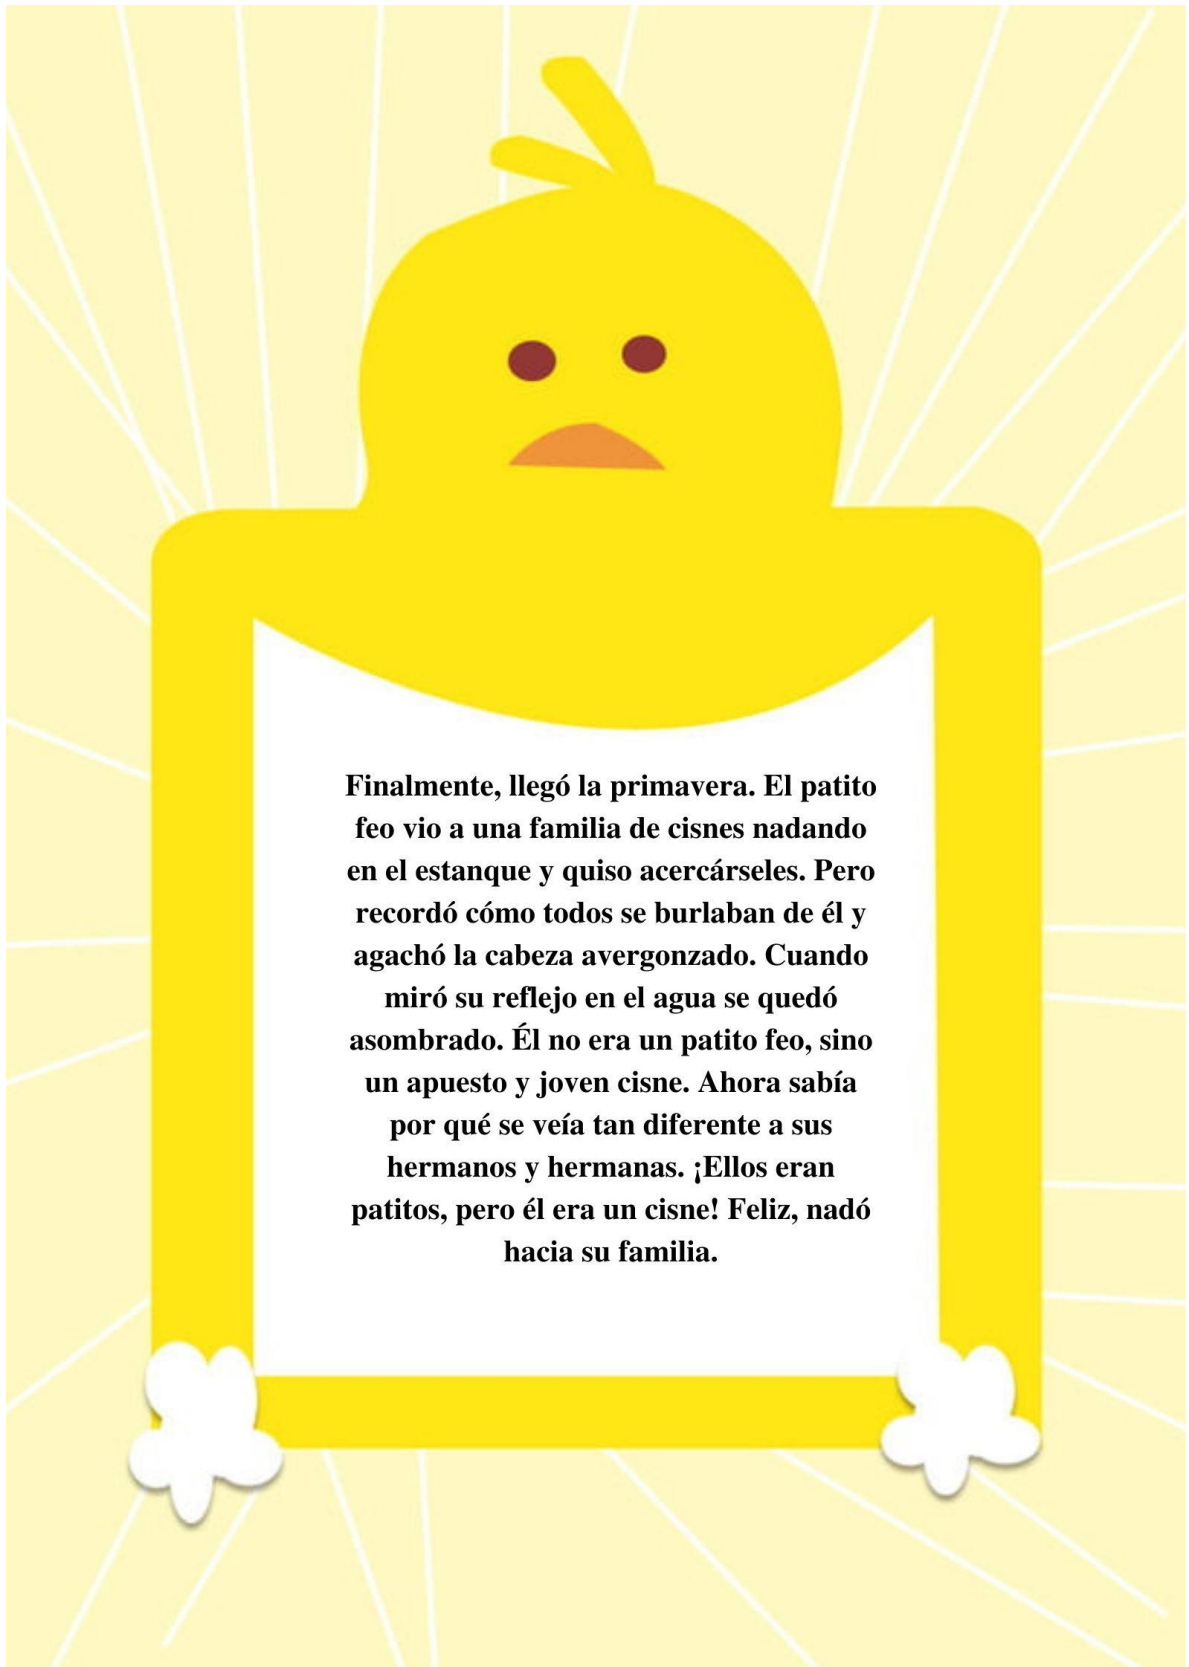 Finalmente, llegó la primavera. El patito
feo vio a una familia de cisnes nadando
en el estanque y quiso acercárseles. Pero
recordó cómo todos se burlaban de él y
agachó la cabeza avergonzado. Cuando
miró su reflejo en el agua se quedó
asombrado. Él no era un patito feo, sino
un apuesto y joven cisne. Ahora sabía
por qué se veía tan diferente a sus
hermanos y hermanas. ¡Ellos eran
patitos, pero él era un cisne! Feliz, nadó
hacia su familia.